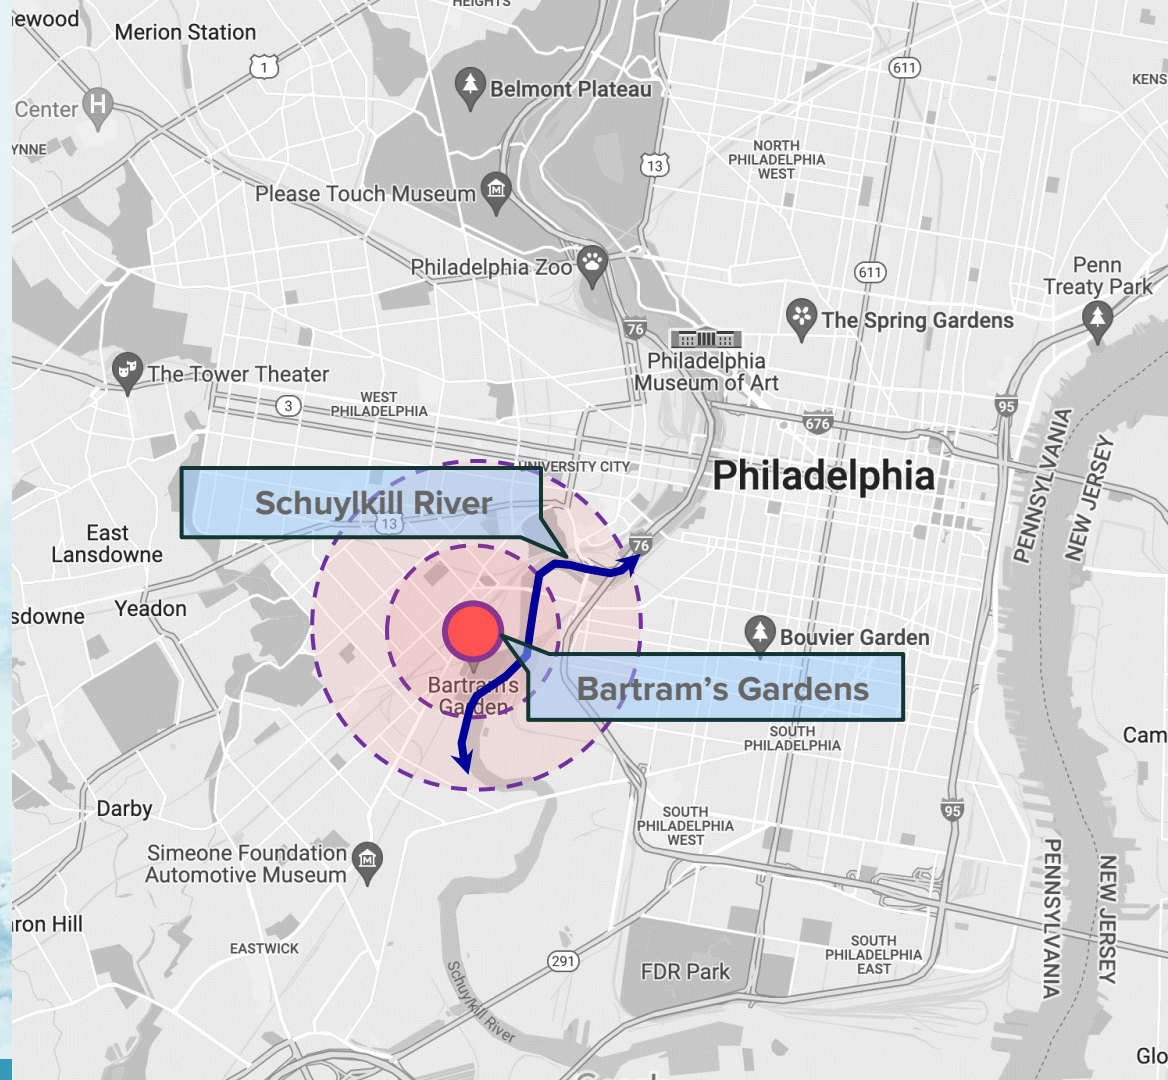 HEIGHTS
ewood
Merion Station
1
611
Belmont Plateau
KENS
Center
H
YNNE
NORTH
PHILADELPHIA
WEST
13
Please Touch Museum
Philadelphia Zoo
611
Penn
Treaty Park
76
The Spring Gardens
Philadelphia
Museum of Art
The Tower Theater
3
WEST
PHILADELPHIA
95
676
UNIVERSITY CITY
Philadelphia
PENNSYLVANIA
NEW JERSEY
Schuylkill River
13
East
Lansdowne
76
sdowne
Yeadon
Bouvier Garden
Bartram's
Garden
Bartram’s Gardens
SOUTH
PHILADELPHIA
Cam
Darby
95
SOUTH
PHILADELPHIA
WEST
Simeone Foundation
Automotive Museum
PENNSYLVANIA
NEW JERSEY
ron Hill
EASTWICK
291
FDR Park
SOUTH
PHILADELPHIA
EAST
Schuylkill River
Glo